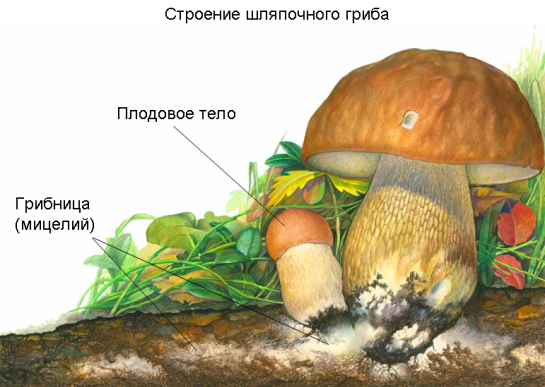 Строение шляпочного гриба
Плодовое тело
Грибница
(мицелий)